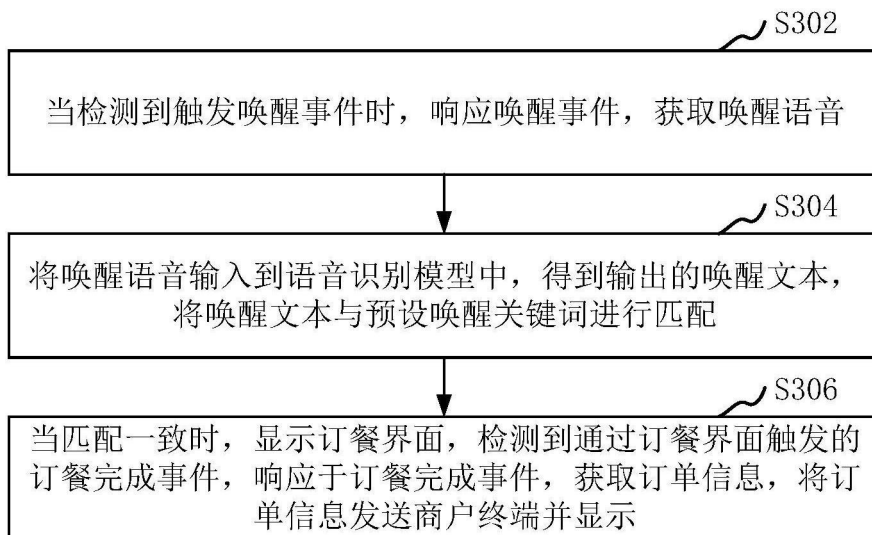 S302
当检测到触发唤醒事件时，响应唤醒事件，获取唤醒语音
S304
将唤醒语音输入到语音识别模型中，得到输出的唤醒文本，
将唤醒文本与预设唤醒关键词进行匹配
S306
当匹配一致时，显示订餐界面，检测到通过订餐界面触发的
订餐完成事件，响应于订餐完成事件，获取订单信息，将订
单信息发送商户终端并显示